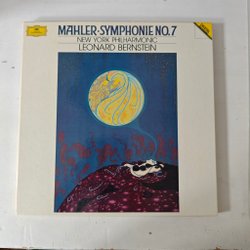 MAHLER·SYMPHONIE NO.7
NEW YORK PHILHARMONIC
LEONARD BERNSTEIN